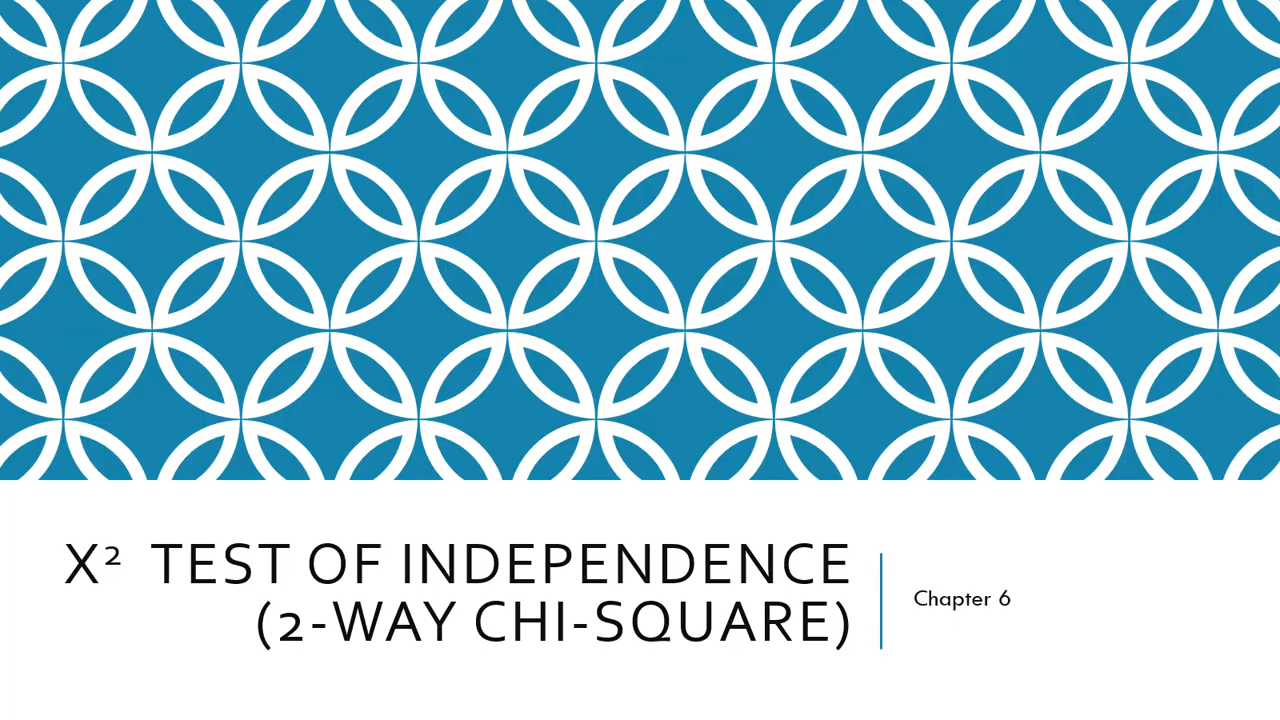 X² TEST OF INDEPENDENCE
(2-WAY CHI-SQUARE)
Chapter 6